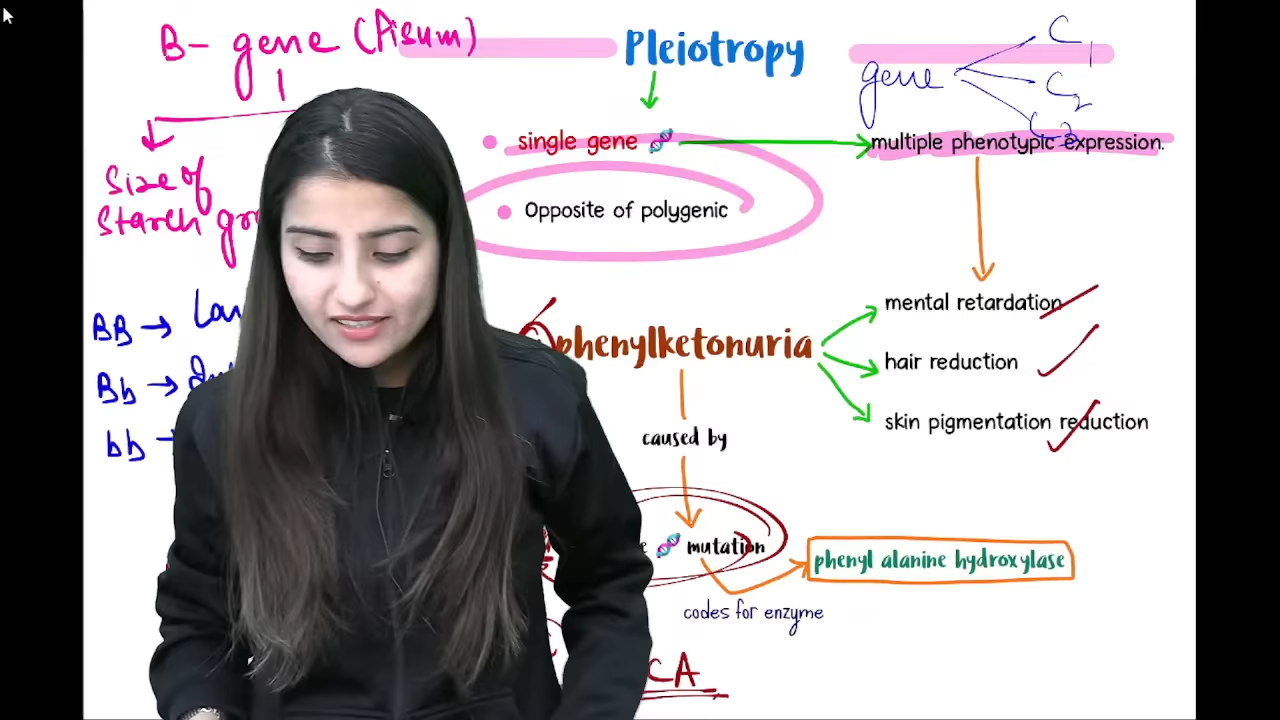 B- gene (Pisum)
Pleiotropy
gene
C1
C2
C3
single gene
multiple phenotypic expression.
Opposite of polygenic
Size of
Starch
BB →
Bb →
bb →
mental retardation
phenylketonuria
hair reduction
skin pigmentation reduction
caused by
mutation
phenyl alanine hydroxylase
codes for enzyme
CA